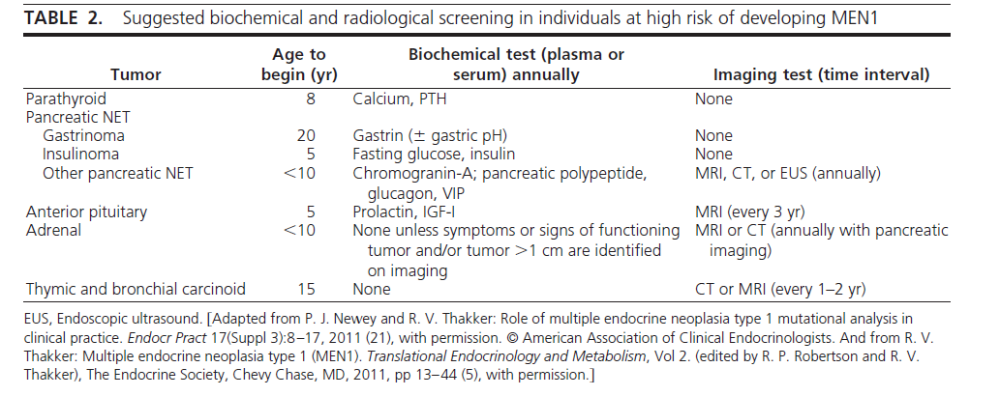 TABLE 2. Suggested biochemical and radiological screening in individuals at high risk of developing MEN1
Age to Biochemical test (plasma or
Tumor begin (yr) serum) annually Imaging test (time interval)
Parathyroid 8 Calcium, PTH None
Pancreatic NET
Gastrinoma 20 Gastrin (± gastric pH) None
Insulinoma 5 Fasting glucose, insulin None
Other pancreatic NET <10 Chromogranin-A; pancreatic polypeptide, MRI, CT, or EUS (annually)
glucagon, VIP
Anterior pituitary 5 Prolactin, IGF-I MRI (every 3 yr)
Adrenal <10 None unless symptoms or signs of functioning MRI or CT (annually with pancreatic
tumor and/or tumor >1 cm are identified imaging)
on imaging
Thymic and bronchial carcinoid 15 None CT or MRI (every 1–2 yr)
EUS, Endoscopic ultrasound. [Adapted from P. J. Newey and R. V. Thakker: Role of multiple endocrine neoplasia type 1 mutational analysis in
clinical practice. Endocr Pract 17(Suppl 3):8–17, 2011 (21), with permission. © American Association of Clinical Endocrinologists. And from R. V.
Thakker: Multiple endocrine neoplasia type 1 (MEN1). Translational Endocrinology and Metabolism, Vol 2. (edited by R. P. Robertson and R. V.
Thakker), The Endocrine Society, Chevy Chase, MD, 2011, pp 13–44 (5), with permission.]